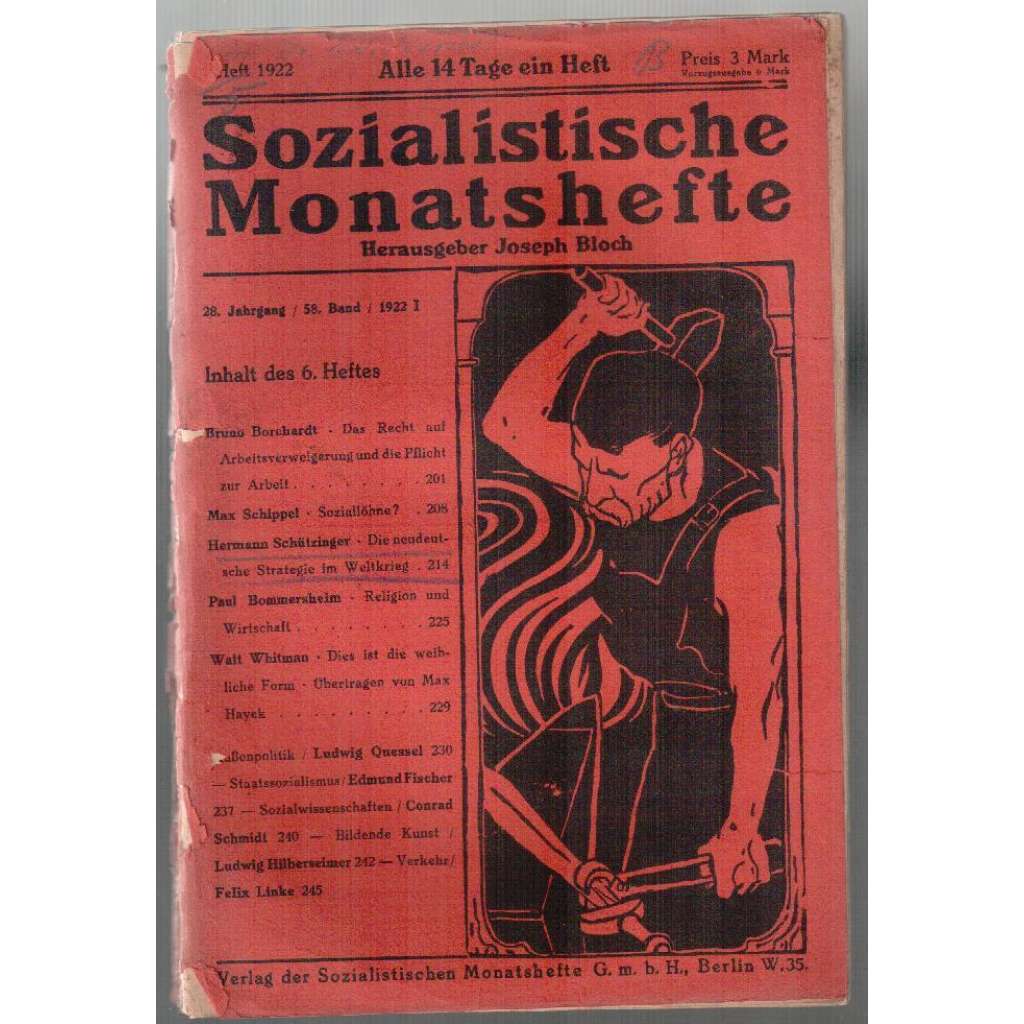 Heft 1922
Alle 14 Tage ein Heft
Preis 3 Mark
Vorzugsausgabe 6 Mark
Sozialistische
Monatshefte
Herausgeber Joseph Bloch
28. Jahrgang / 58. Band / 1922 I
Inhalt des 6. Heftes
Bruno Borchardt · Das Recht auf
Arbeitsverweigerung und die Pflicht
zur Arbeit . . . . . . . . 201
Max Schippel · Soziallöhne? . 208
Hermann Schützinger · Die neudeut-
sche Strategie im Weltkrieg . 214
Paul Bommersheim · Religion und
Wirtschaft . . . . . . . . 225
Walt Whitman · Dies ist die weib-
liche Form · Übertragen von Max
Hayek . . . . . . . . . 229
ußenpolitik / Ludwig Quessel 230
— Staatssozialismus / Edmund Fischer
237 — Sozialwissenschaften / Conrad
Schmidt 240 — Bildende Kunst /
Ludwig Hilberseimer 242 — Verkehr /
Felix Linke 245
Verlag der Sozialistischen Monatshefte G. m. b. H., Berlin W. 35.